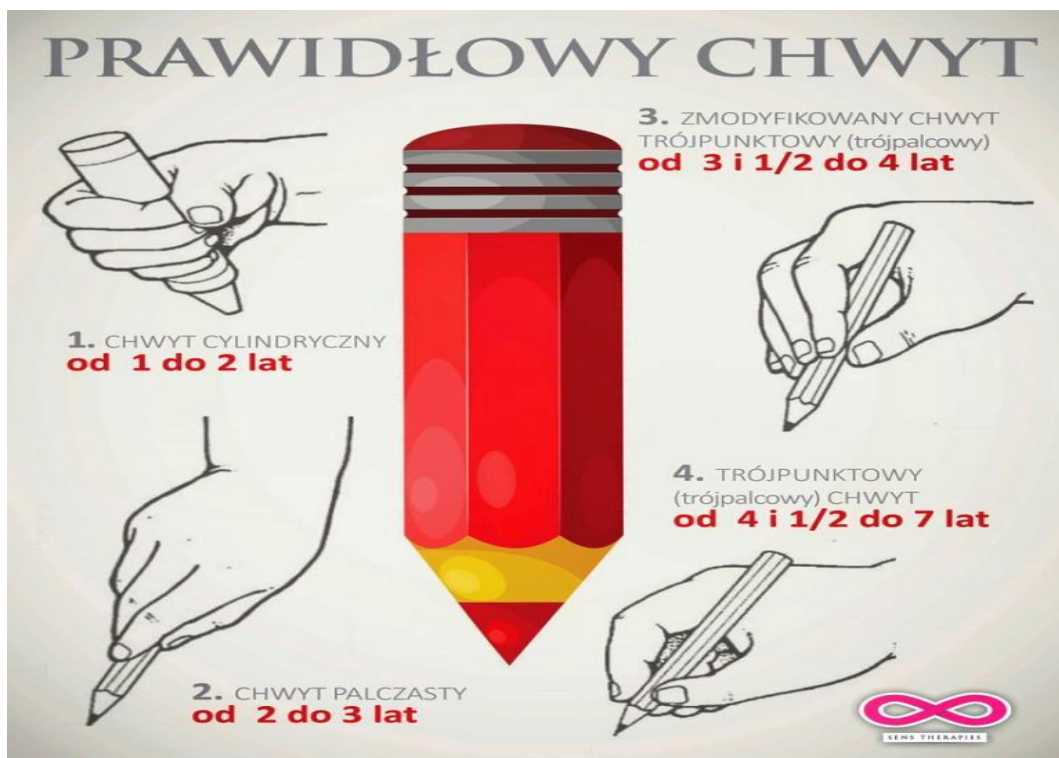 PRAWIDŁOWY CHWYT
1. CHWYT CYLINDRYCZNY
od 1 do 2 lat
2. CHWYT PALCZASTY
od 2 do 3 lat
3. ZMODYFIKOWANY CHWYT
TRÓJPUNKTOWY (trójpalcowy)
od 3 i 1/2 do 4 lat
4. TRÓJPUNKTOWY
(trójpalcowy) CHWYT
od 4 i 1/2 do 7 lat
SENS THERAPIES